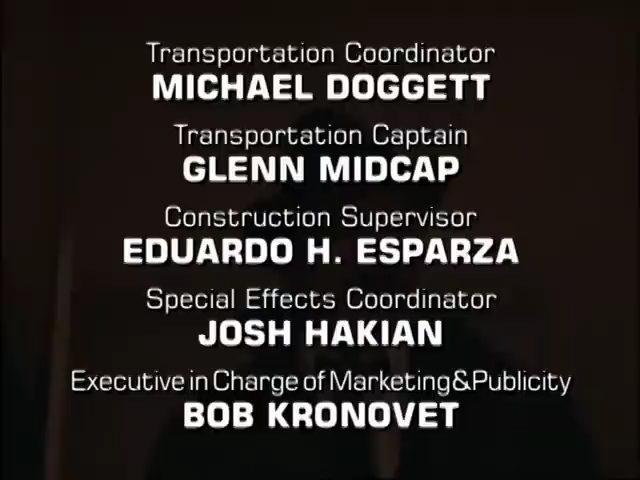 Transportation Coordinator
MICHAEL DOGGETT
Transportation Captain
GLENN MIDCAP
Construction Supervisor
EDUARDO H. ESPARZA
Special Effects Coordinator
JOSH HAKIAN
Executive in Charge of Marketing & Publicity
BOB KRONOVET